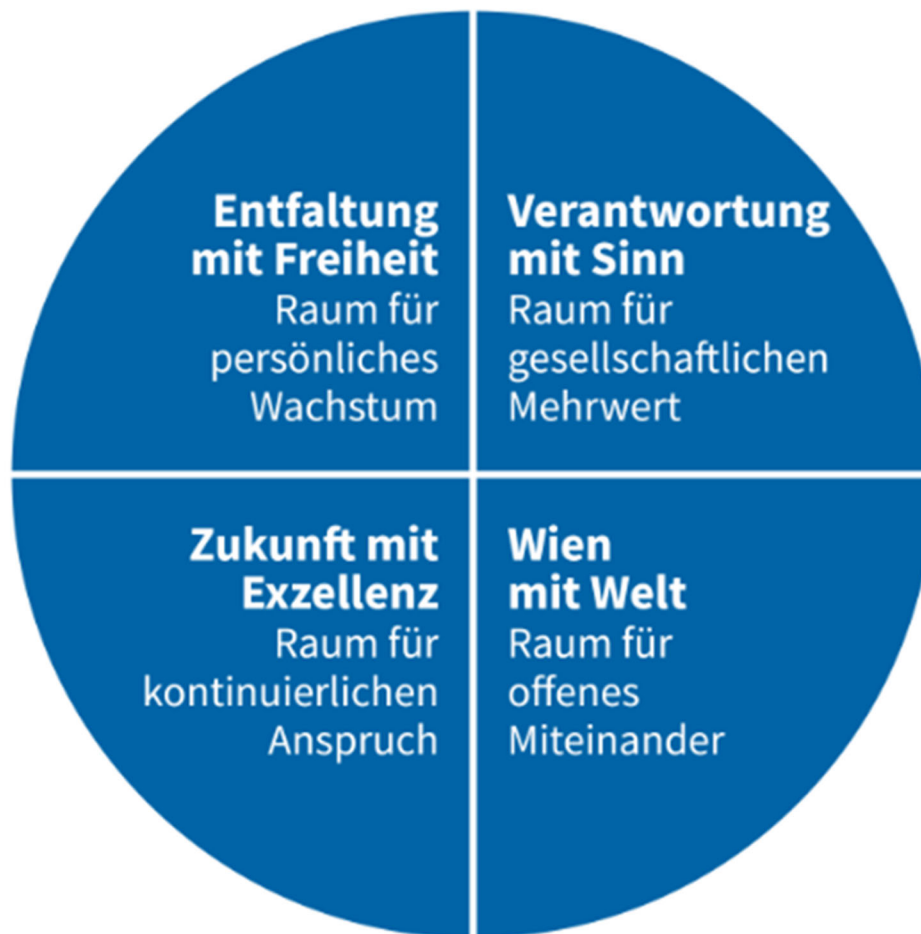 Entfaltung
mit Freiheit
Raum für
persönliches
Wachstum
Verantwortung
mit Sinn
Raum für
gesellschaftlichen
Mehrwert
Zukunft mit
Exzellenz
Raum für
kontinuierlichen
Anspruch
Wien
mit Welt
Raum für
offenes
Miteinander